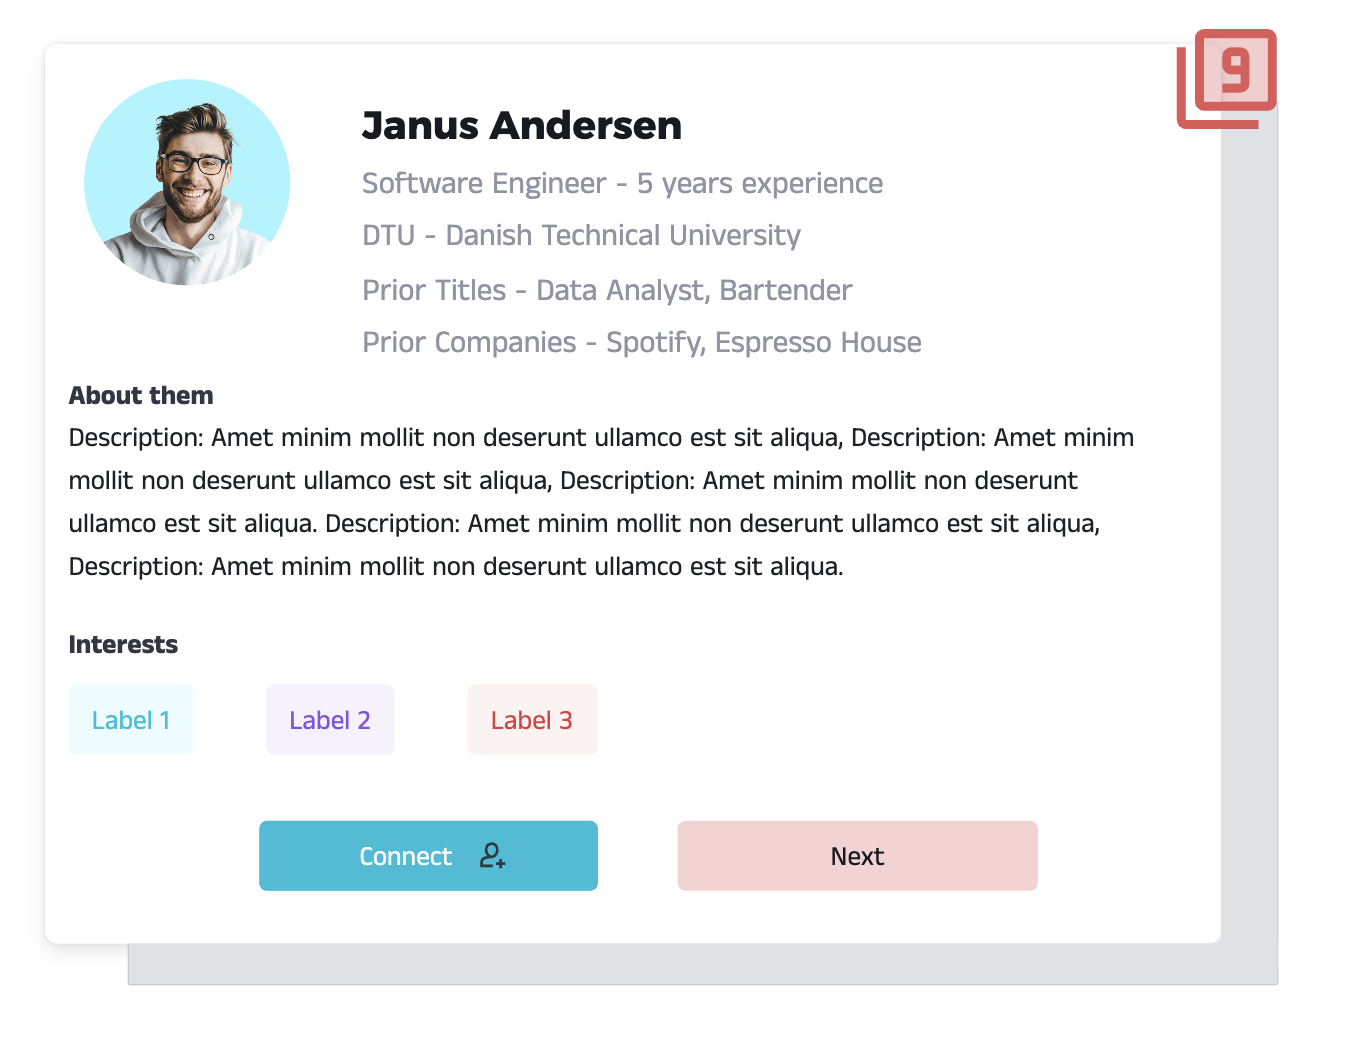 9
Janus Andersen
Software Engineer - 5 years experience
DTU - Danish Technical University
Prior Titles - Data Analyst, Bartender
Prior Companies - Spotify, Espresso House
About them
Description: Amet minim mollit non deserunt ullamco est sit aliqua, Description: Amet minim
mollit non deserunt ullamco est sit aliqua, Description: Amet minim mollit non deserunt
ullamco est sit aliqua. Description: Amet minim mollit non deserunt ullamco est sit aliqua,
Description: Amet minim mollit non deserunt ullamco est sit aliqua.
Interests
Label 1
Label 2
Label 3
Connect
Next